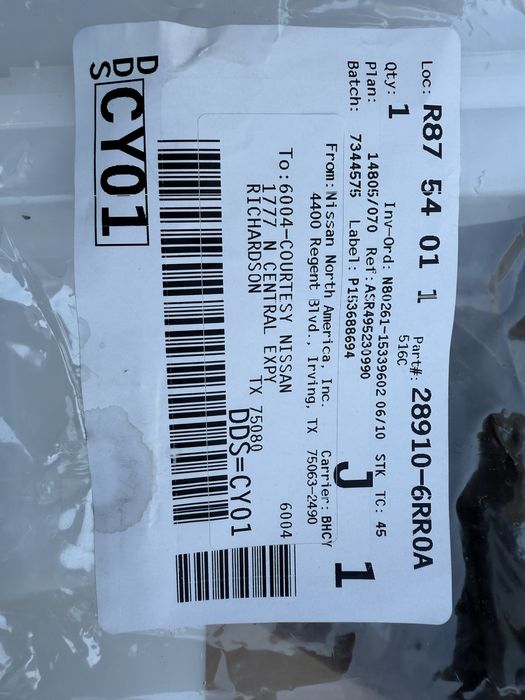 Loc: R87 54 01 1 Part#: 28910-6RR0A
516C
Qty: 1 Inv-Ord: N80261-15339602 06/10 STK TC: 45
Plan: 14805/070 Ref: ASR495230990
Batch: 7344575 Label: P153688694
J 1
From: Nissan North America, Inc. Carrier: BHCY
4400 Regent Blvd., Irving, TX 75063-2490
To: 6004-COURTESY NISSAN 6004
1777 N CENTRAL EXPY
RICHARDSON TX 75080
DDS=CY01
DDS CY01